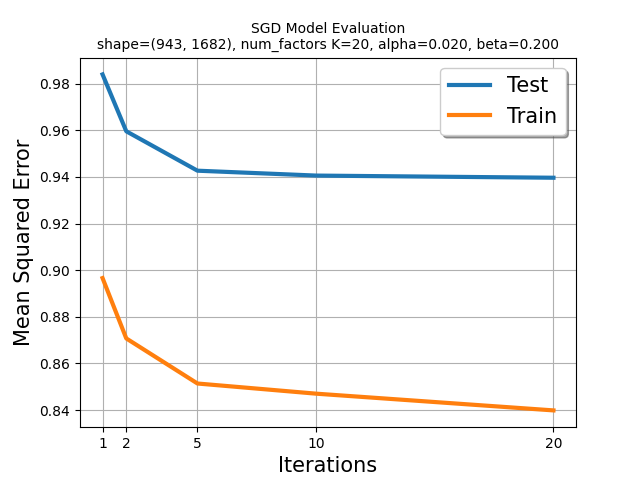 SGD Model Evaluation
shape=(943, 1682), num_factors K=20, alpha=0.020, beta=0.200
Test
Train
Mean Squared Error
0.98
0.96
0.94
0.92
0.90
0.88
0.86
0.84
1 2 5 10 20
Iterations